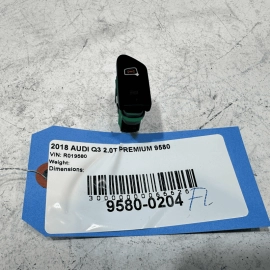 2018 AUDI Q3 2.0T PREMIUM 9580
VIN: R019580
Weight:
Dimensions:
9580-0204 FL